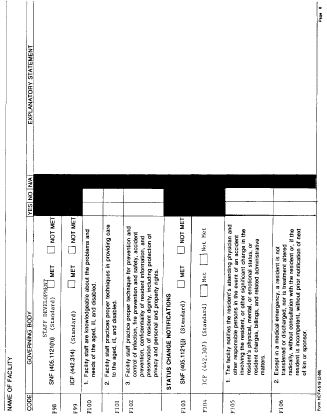 NAME OF FACILITY
CODE GOVERNING BODY YES NO N/A EXPLANATORY STATEMENT
STAFF DEVELOPMENT
F98 SNF (405.1121(h)) (Standard) MET NOT MET
F99 ICF (442.314) (Standard) MET NOT MET
F100 1. Facility staff are knowledgeable about the problems and
needs of the aged, ill, and disabled.
F101 2. Facility staff practices proper techniques in providing care
to the aged, ill, and disabled.
F102 3. Facility staff practices proper technique for prevention and
control of infection, fire prevention and safety, accident
prevention, confidentiality of resident information, and
preservation of resident dignity, including protection of
privacy and personal and property rights.
STATUS CHANGE NOTIFICATIONS
F103 SNF (405.1121(j)) (Standard) MET NOT MET
F104 ICF (442.307) (Standard) Met Not Met
F105 1. The facility notifies the resident's attending physician and
other responsible persons in the event of an accident
involving the resident, or other significant change in the
resident's physical, mental, or emotional status, or
resident charges, billings, and related administrative
matters.
F106 2. Except in a medical emergency, a resident is not
transferred or discharged, nor is treatment altered
radically, without consultation with the resident or, if the
resident is incompetent, without prior notification of next
of kin or sponsor.
Form HCFA-519 Page